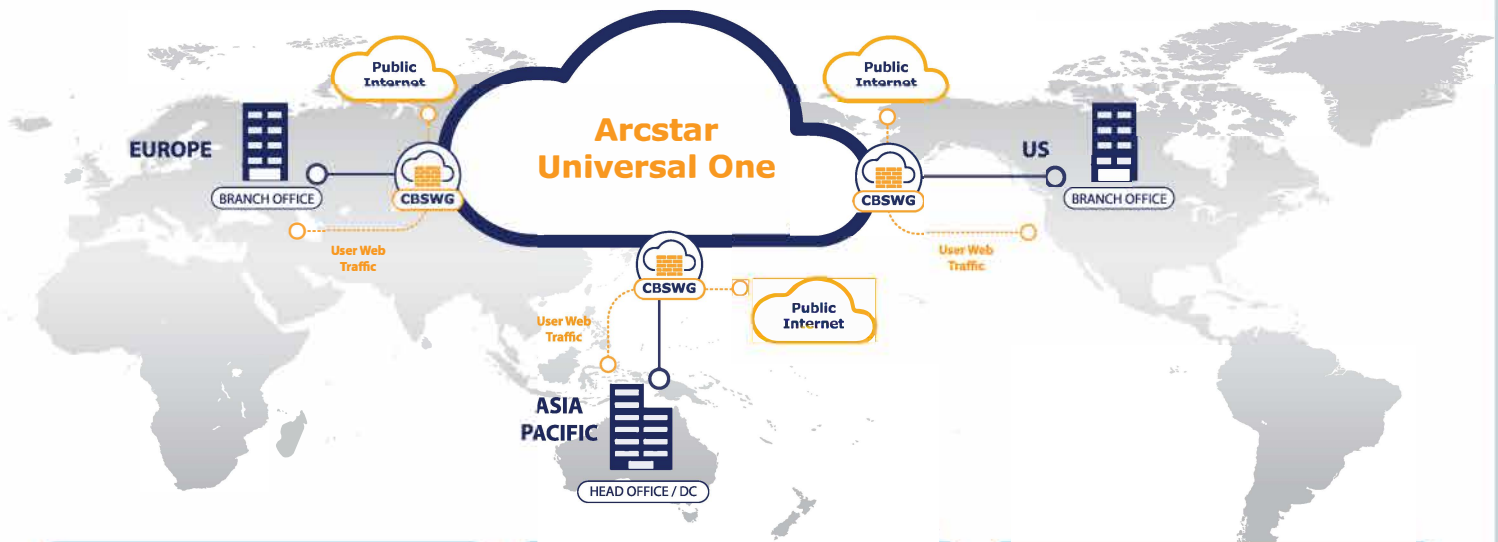 Public
Internet
Public
Internet
Arcstar
Universal One
EUROPE
US
BRANCH OFFICE
CBSWG
CBSWG
BRANCH OFFICE
User Web
Traffic
User Web
Traffic
CBSWG
Public
Internet
User Web
Traffic
ASIA
PACIFIC
HEAD OFFICE / DC